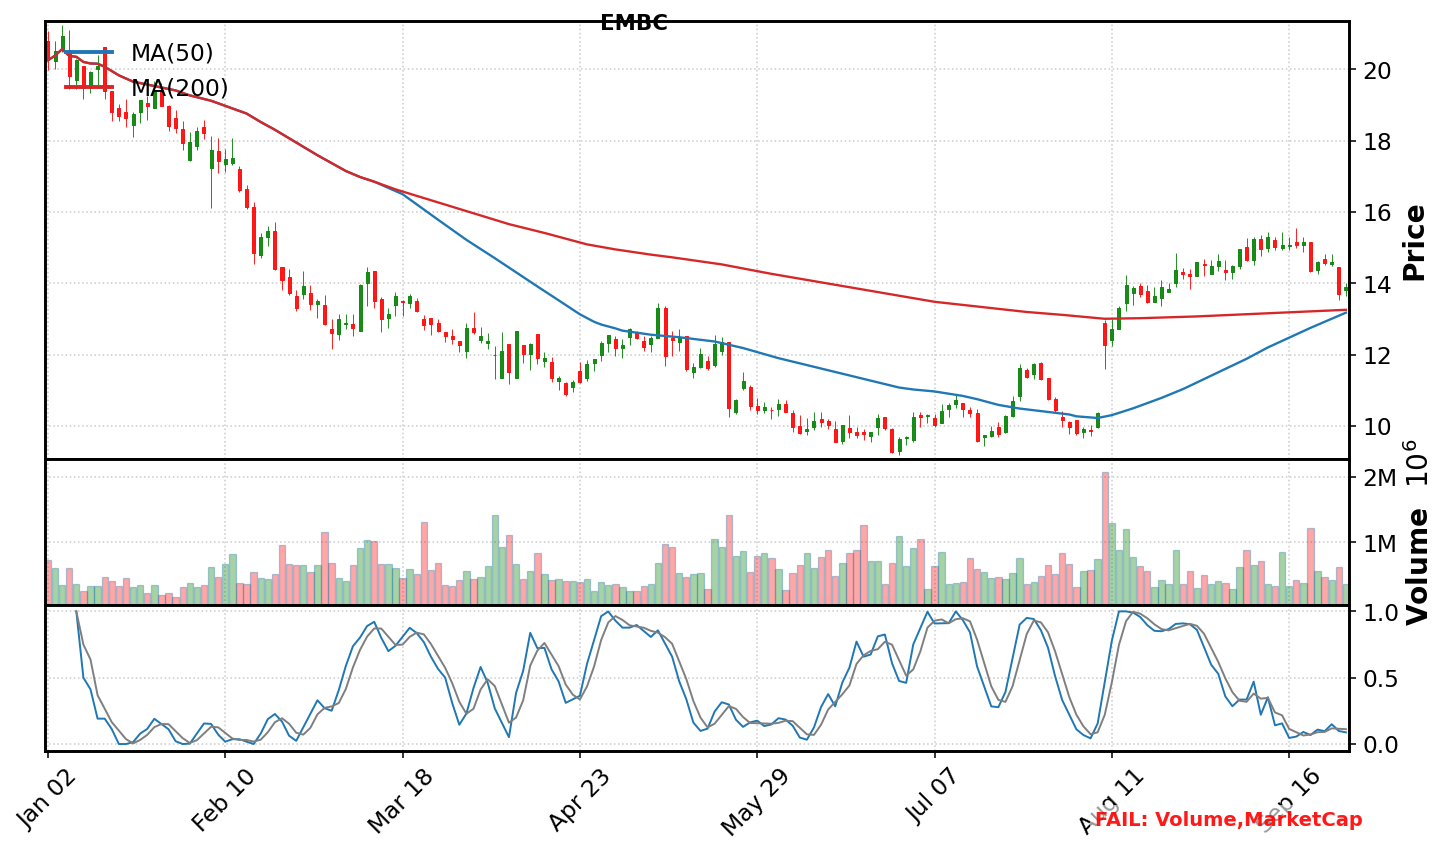 EMBC
MA(50)
MA(200)
20
18
16
14
12
10
Price
2M
1M
Volume 10^6
1.0
0.5
0.0
Jan 02
Feb 10
Mar 18
Apr 23
May 29
Jul 07
Aug 11
Sep 16
FAIL: Volume,MarketCap